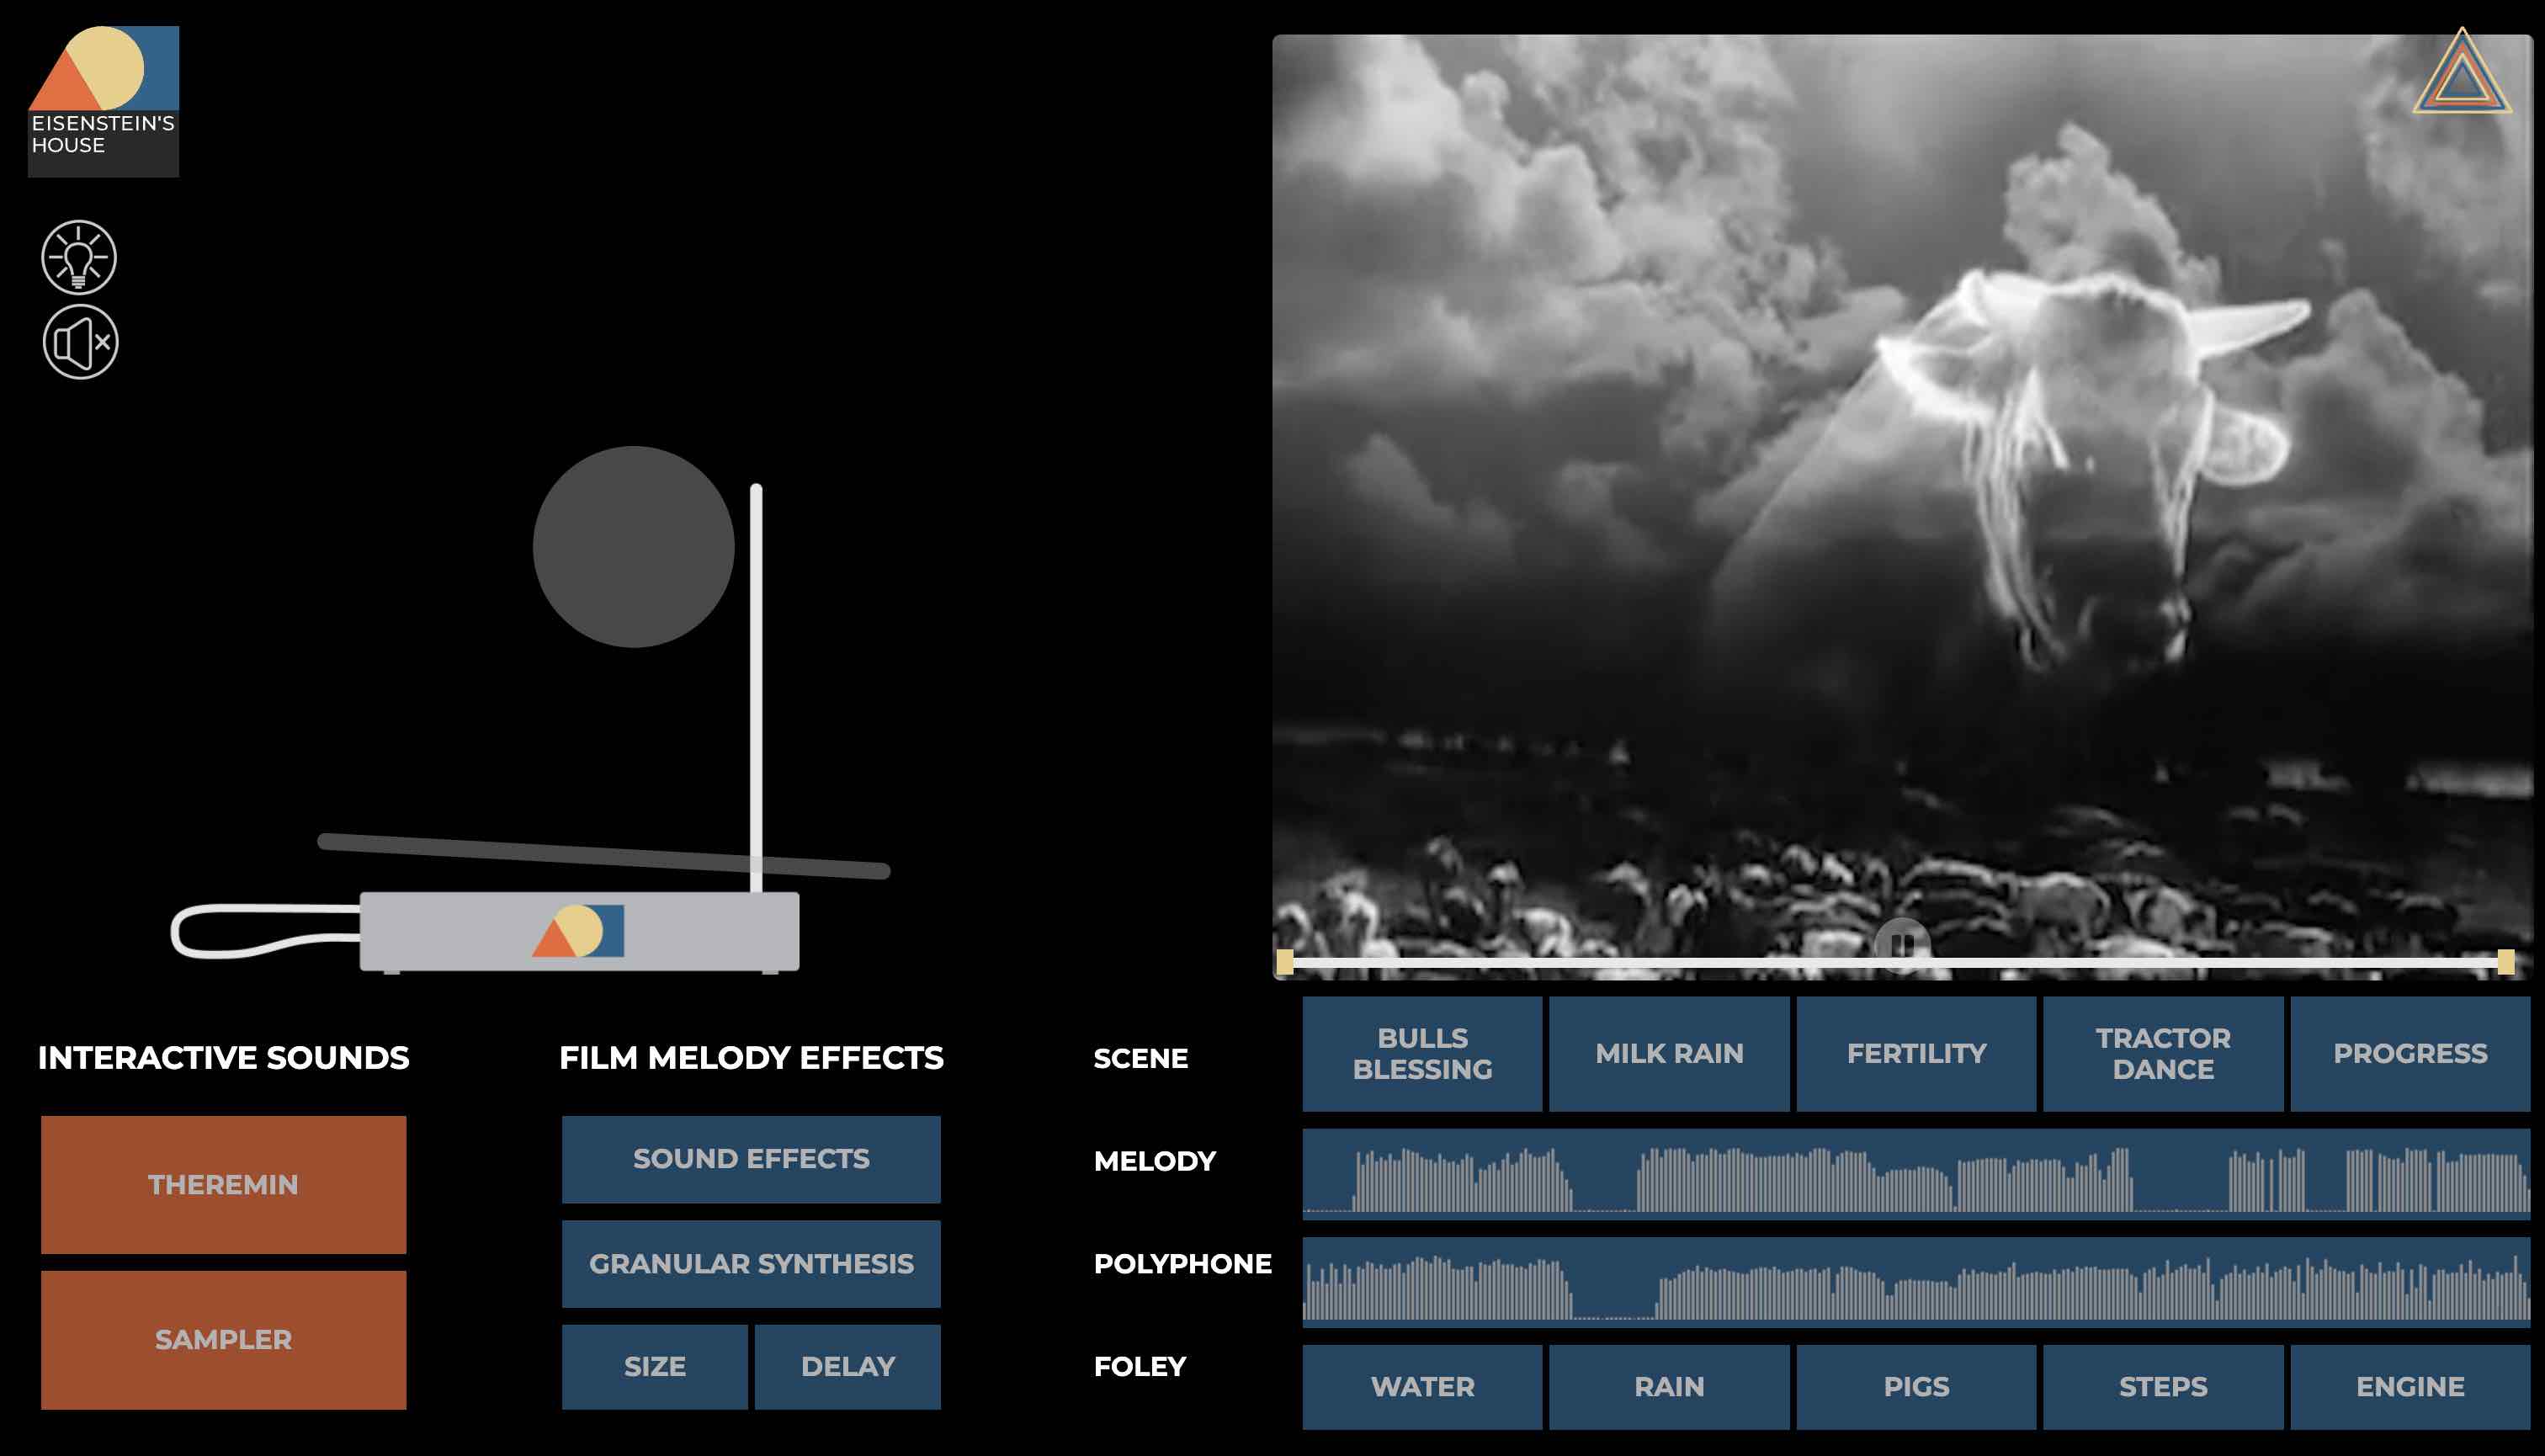 EISENSTEIN'S
HOUSE
INTERACTIVE SOUNDS
THEREMIN
SAMPLER
FILM MELODY EFFECTS
SOUND EFFECTS
GRANULAR SYNTHESIS
SIZE
DELAY
SCENE
BULLS
BLESSING
MILK RAIN
FERTILITY
TRACTOR
DANCE
PROGRESS
MELODY
POLYPHONE
FOLEY
WATER
RAIN
PIGS
STEPS
ENGINE